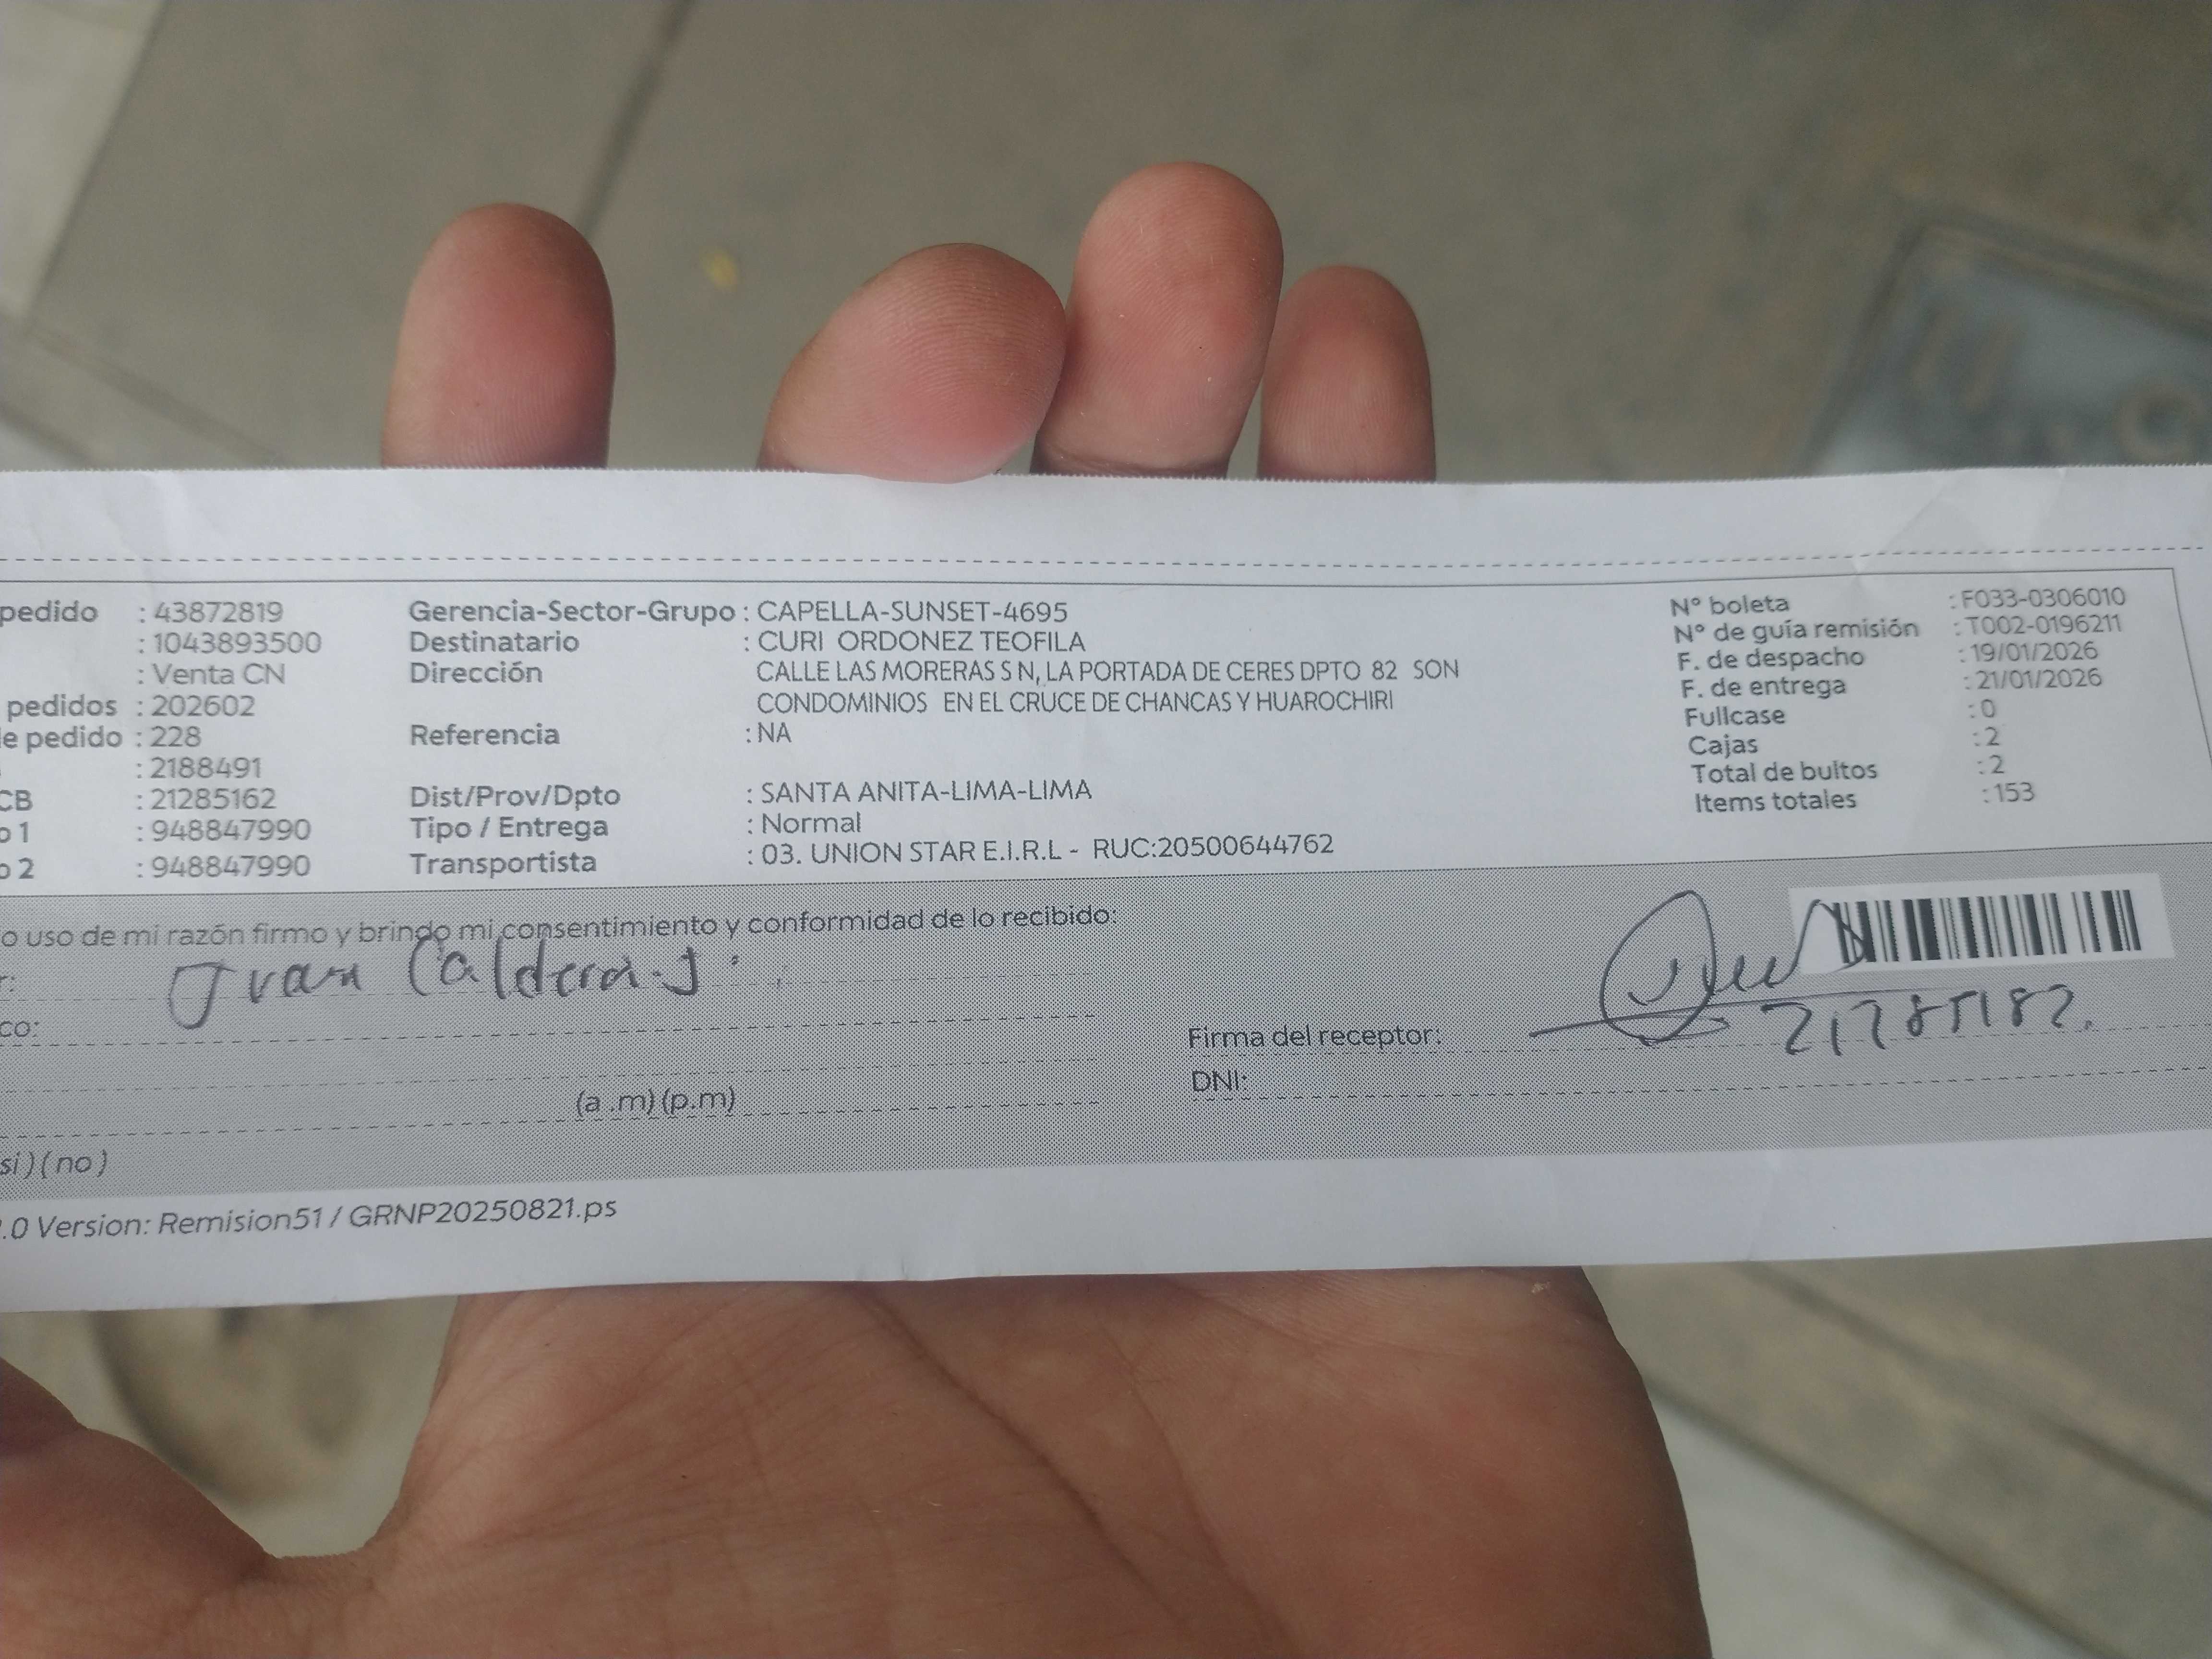 pedido : 43872819 Gerencia-Sector-Grupo : CAPELLA-SUNSET-4695 N° boleta : F033-0306010
: 1043893500 Destinatario : CURI ORDONEZ TEOFILA N° de guía remisión : T002-0196211
: Venta CN Dirección CALLE LAS MORERAS S N, LA PORTADA DE CERES DPTO 82 SON F. de despacho : 19/01/2026
pedidos : 202602 CONDOMINIOS EN EL CRUCE DE CHANCAS Y HUAROCHIRI F. de entrega : 21/01/2026
e pedido : 228 Referencia : NA Fullcase : 0
: 2188491 Cajas : 2
CB : 21285162 Dist/Prov/Dpto : SANTA ANITA-LIMA-LIMA Total de bultos : 2
o 1 : 948847990 Tipo / Entrega : Normal Items totales : 153
o 2 : 948847990 Transportista : 03. UNION STAR E.I.R.L - RUC:20500644762
o uso de mi razón firmo y brindo mi consentimiento y conformidad de lo recibido:
r:
co:
Firma del receptor:
DNI:
(a .m) (p.m)
si ) ( no )
.0 Version: Remision51 / GRNP20250821.ps